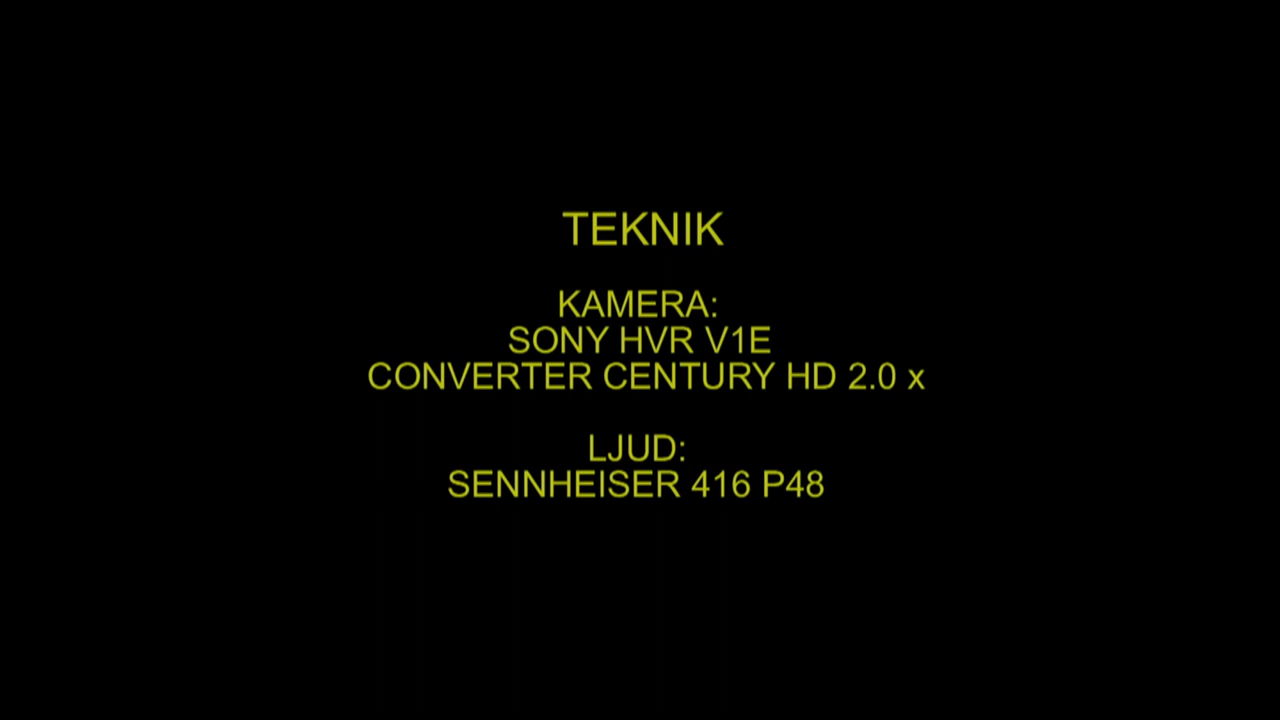 TEKNIK
KAMERA:
SONY HVR V1E
CONVERTER CENTURY HD 2.0 x
LJUD:
SENNHEISER 416 P48